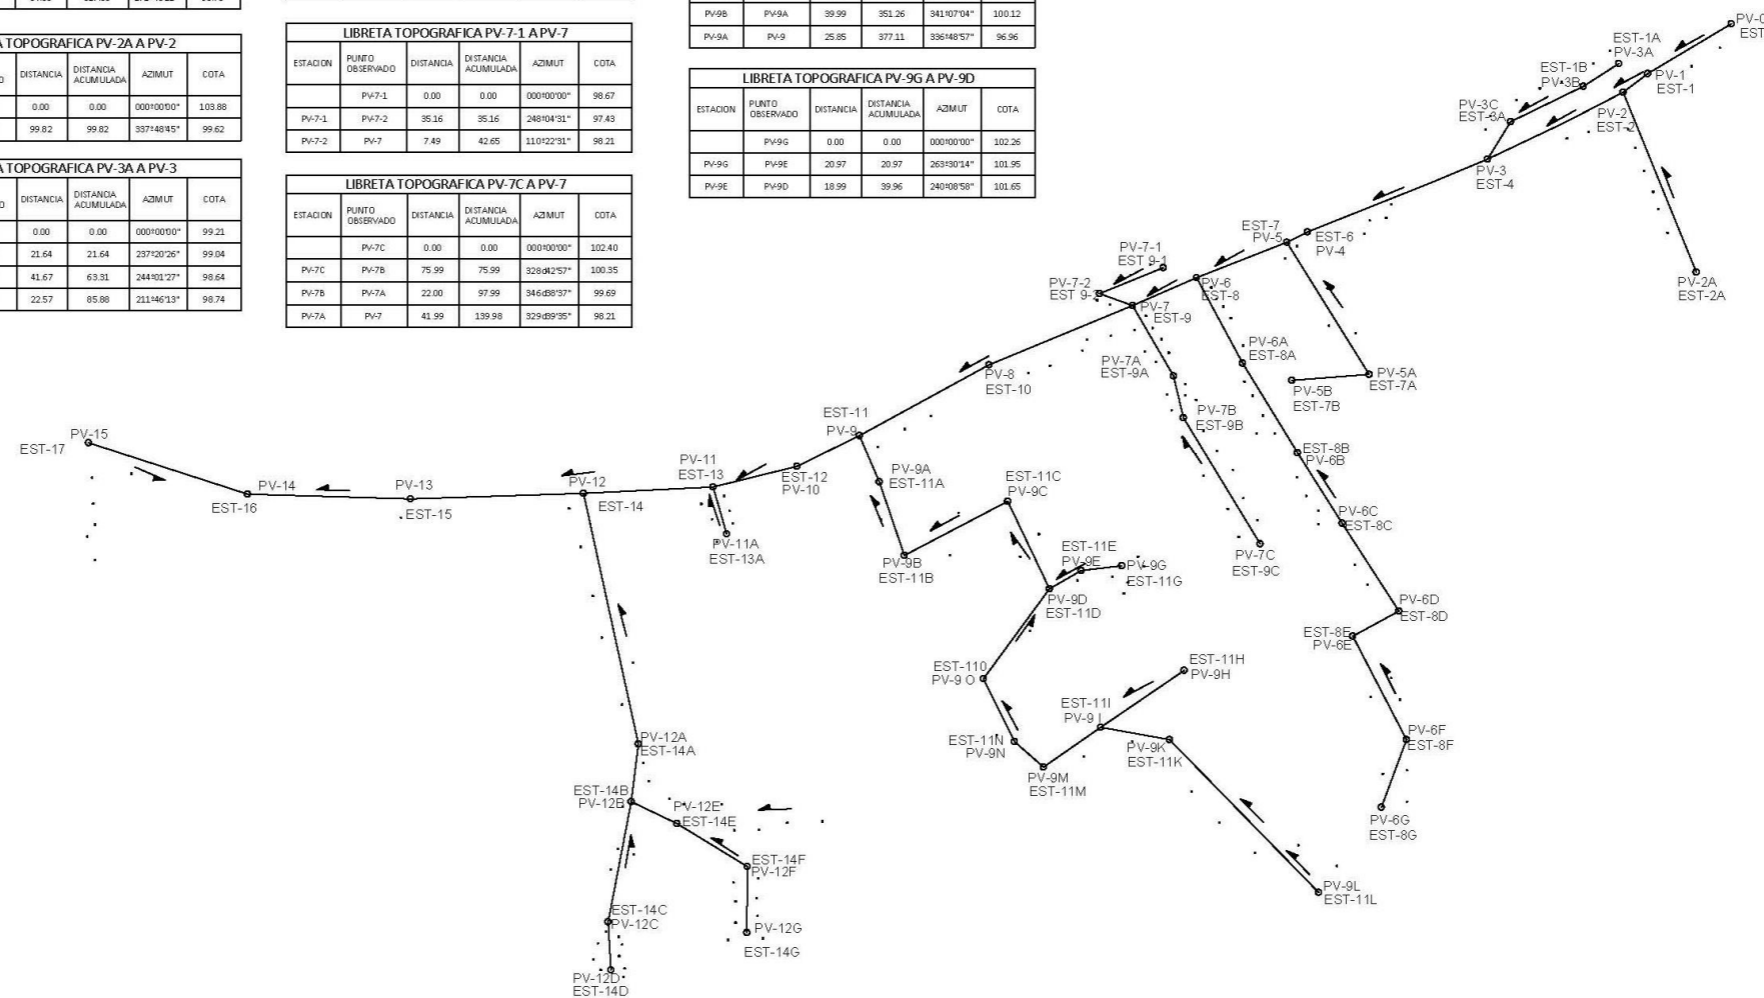 A TOPOGRAFICA PV-2A A PV-2
DISTANCIA DISTANCIA ACUMULADA AZIMUT COTA
0.00 0.00 000°00'00" 103.88
99.82 99.82 337°48'45" 99.62
A TOPOGRAFICA PV-3A A PV-3
DISTANCIA DISTANCIA ACUMULADA AZIMUT COTA
0.00 0.00 000°00'00" 99.21
21.64 21.64 237°20'26" 99.04
41.67 63.31 244°01'27" 98.64
22.57 85.88 211°46'13" 98.74
LIBRETA TOPOGRAFICA PV-7-1 A PV-7
ESTACION PUNTO OBSERVADO DISTANCIA DISTANCIA ACUMULADA AZIMUT COTA
PV-7-1 0.00 0.00 000°00'00" 98.67
PV-7-1 PV-7-2 35.16 35.16 248°04'31" 97.43
PV-7-2 PV-7 7.49 42.65 110°22'31" 98.21
LIBRETA TOPOGRAFICA PV-7C A PV-7
ESTACION PUNTO OBSERVADO DISTANCIA DISTANCIA ACUMULADA AZIMUT COTA
PV-7C 0.00 0.00 000°00'00" 102.40
PV-7C PV-7B 75.99 75.99 328d42'57" 100.35
PV-7B PV-7A 22.00 97.99 346d38'37" 99.69
PV-7A PV-7 41.99 139.98 329d39'35" 98.21
PV-9B PV-9A 39.99 351.26 341°07'04" 100.12
PV-9A PV-9 25.85 377.11 336°48'57" 96.96
LIBRETA TOPOGRAFICA PV-9G A PV-9D
ESTACION PUNTO OBSERVADO DISTANCIA DISTANCIA ACUMULADA AZIMUT COTA
PV-9G 0.00 0.00 000°00'00" 102.26
PV-9G PV-9E 20.97 20.97 263°30'14" 101.95
PV-9E PV-9D 18.99 39.96 240°08'58" 101.65
EST-1A
PV-3A
EST-1B
PV-3B
PV-1
EST-1
PV-3C
EST-3A
PV-2
EST-2
PV-3
EST-4
PV-2A
EST-2A
EST-7
PV-5
EST-6
PV-4
PV-7-1
EST 9-1
PV-7-2
PV-6
EST-8
PV-7
EST-9
PV-6A
EST-8A
PV-7A
EST-9A
PV-5A
EST-7A
PV-5B
EST-7B
PV-8
EST-10
PV-7B
EST-9B
EST-11
PV-9
EST-8B
PV-6B
PV-15
EST-17
PV-14
EST-16
PV-13
EST-15
PV-12
EST-14
PV-11
EST-13
EST-12
PV-10
PV-9A
EST-11A
EST-11C
PV-9C
PV-6C
EST-8C
PV-11A
EST-13A
PV-9B
EST-11B
EST-11E
PV-9E
PV-9G
EST-11G
PV-7C
EST-9C
PV-9D
EST-11D
PV-6D
EST-8D
EST-8E
PV-6E
EST-110
PV-9 O
EST-11H
PV-9H
EST-11I
PV-9 I
EST-11N
PV-9N
PV-9K
EST-11K
PV-6F
EST-8F
PV-9M
EST-11M
PV-6G
EST-8G
PV-12A
EST-14A
EST-14B
PV-12B
PV-12E
EST-14E
EST-14F
PV-12F
PV-9L
EST-11L
EST-14C
PV-12C
PV-12G
EST-14G
PV-12D
EST-14D